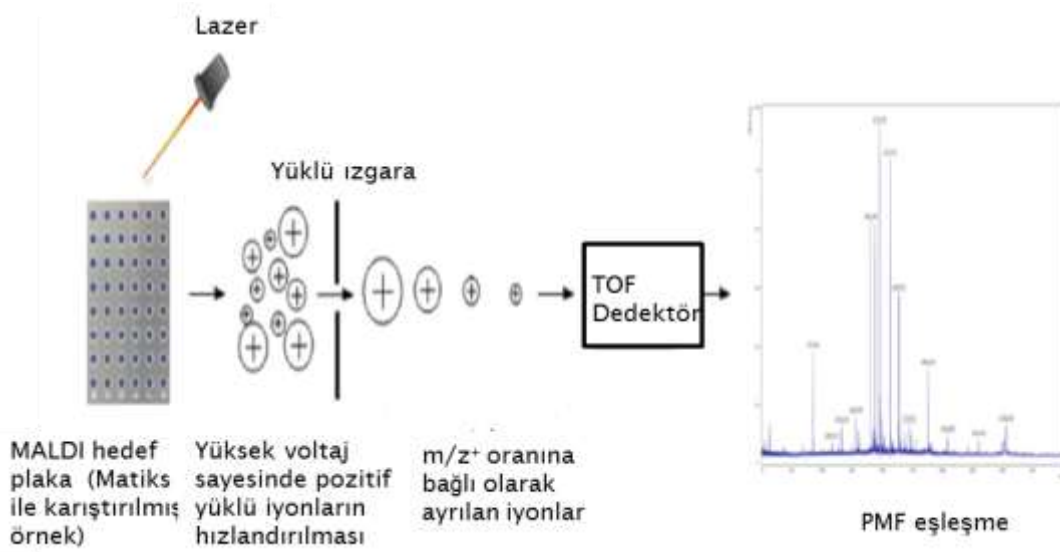 Lazer
Yüklü ızgara
TOF
Dedektör
MALDI hedef
plaka (Matiks
ile karıştırılmış
örnek)
Yüksek voltaj
sayesinde pozitif
yüklü iyonların
hızlandırılması
m/z⁺ oranına
bağlı olarak
ayrılan iyonlar
PMF eşleşme